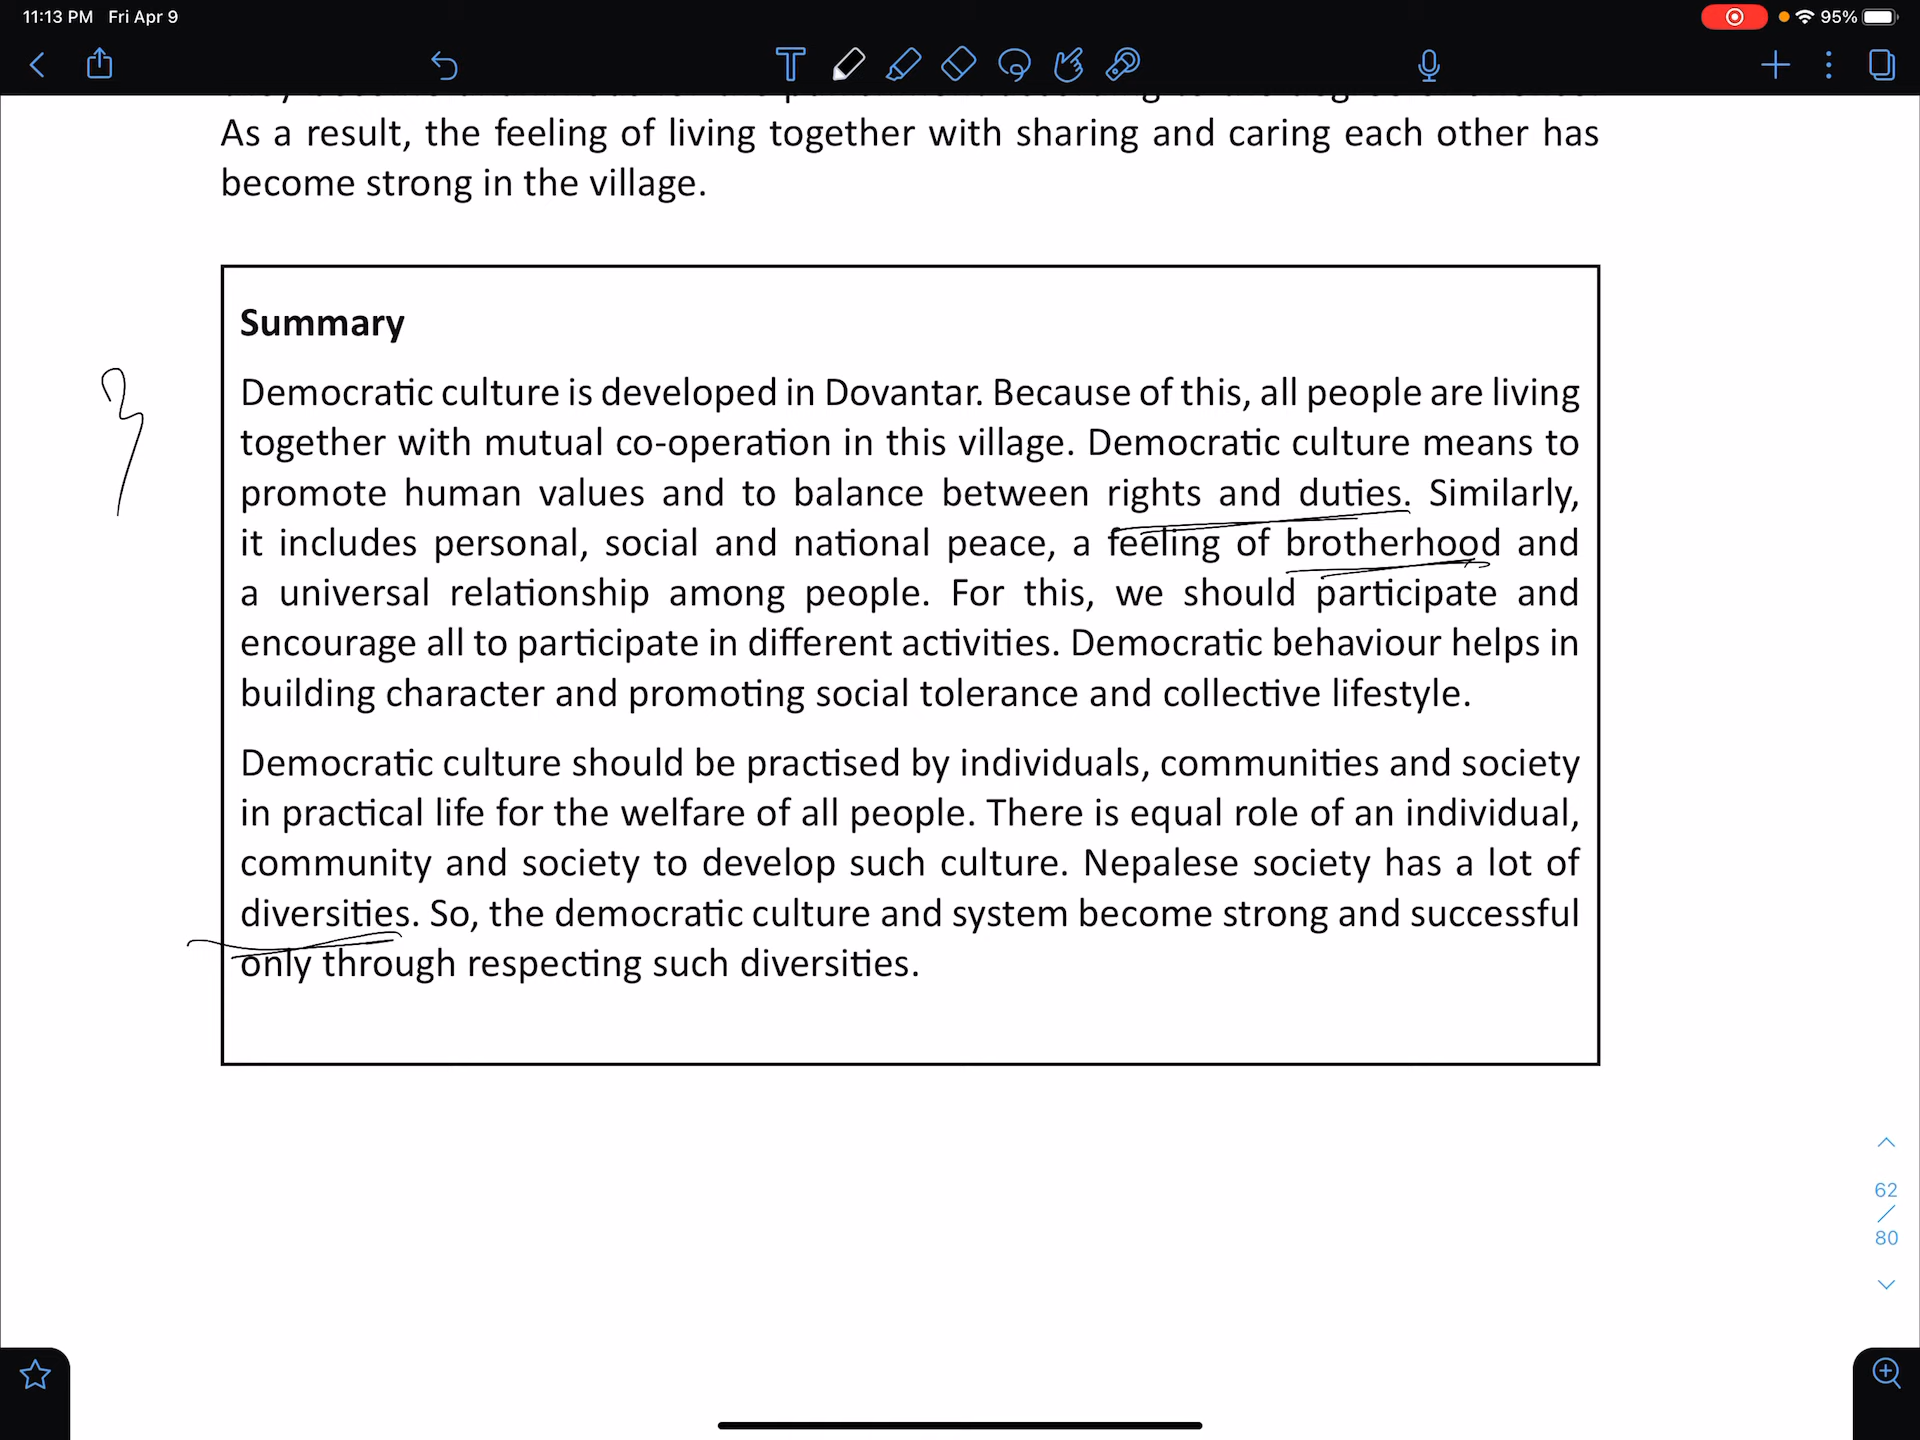 11:13 PM Fri Apr 9
95%
As a result, the feeling of living together with sharing and caring each other has
become strong in the village.
Summary
Democratic culture is developed in Dovantar. Because of this, all people are living
together with mutual co-operation in this village. Democratic culture means to
promote human values and to balance between rights and duties. Similarly,
it includes personal, social and national peace, a feeling of brotherhood and
a universal relationship among people. For this, we should participate and
encourage all to participate in different activities. Democratic behaviour helps in
building character and promoting social tolerance and collective lifestyle.
Democratic culture should be practised by individuals, communities and society
in practical life for the welfare of all people. There is equal role of an individual,
community and society to develop such culture. Nepalese society has a lot of
diversities. So, the democratic culture and system become strong and successful
only through respecting such diversities.
62
/
80